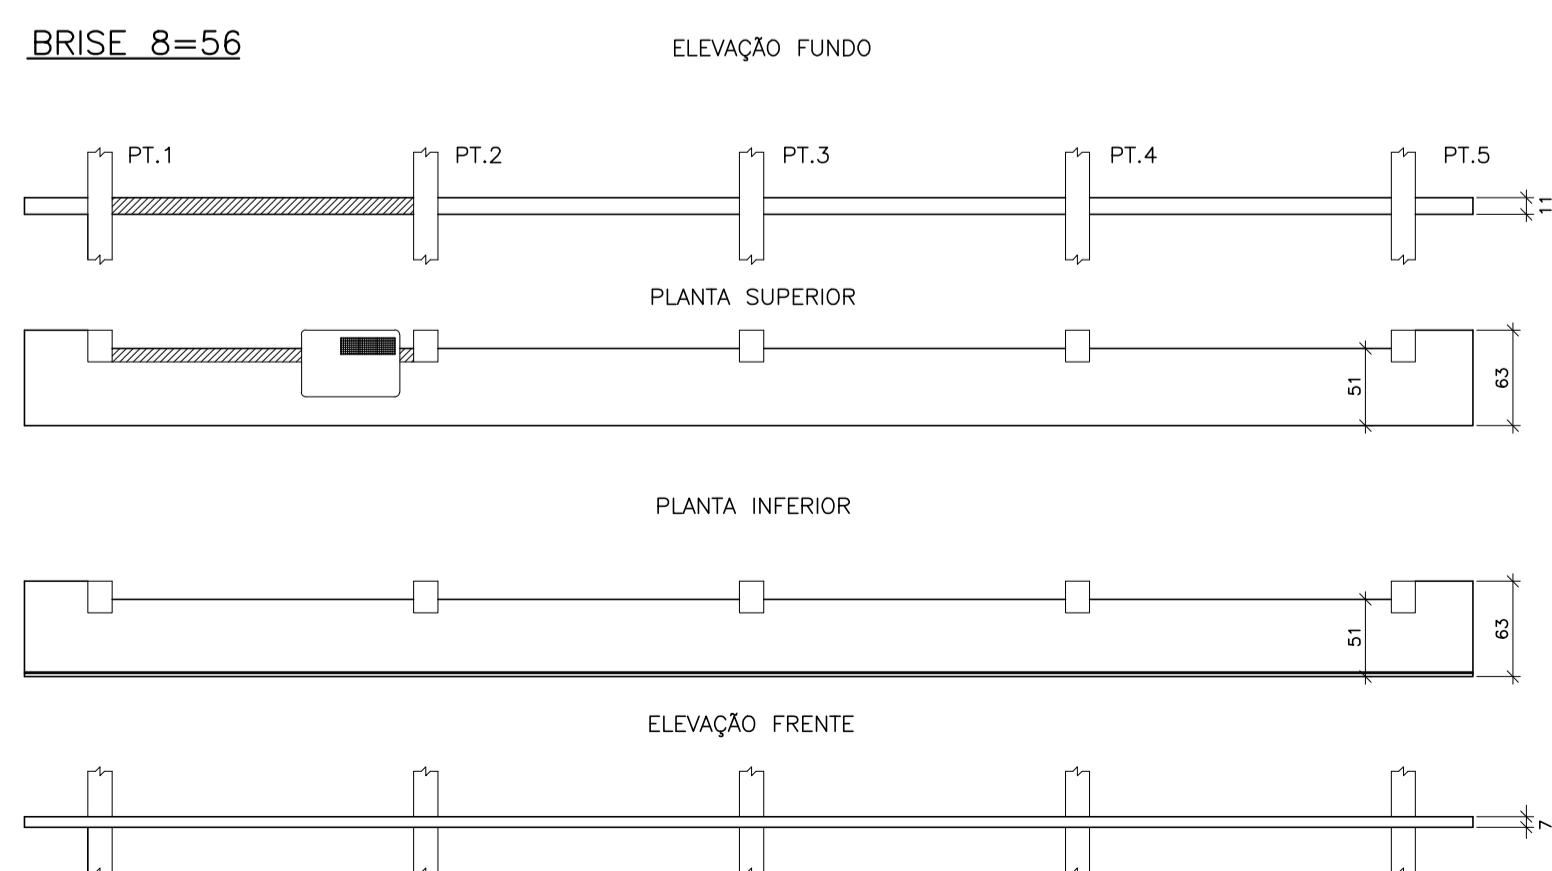 BRISE 8=56
ELEVAÇÃO FUNDO
PT.1 PT.2 PT.3 PT.4 PT.5
11
PLANTA SUPERIOR
51
63
PLANTA INFERIOR
51
63
ELEVAÇÃO FRENTE
7